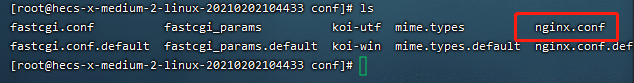 [root@hecs-x-medium-2-linux-20210202104433 conf]# ls
fastcgi.conf fastcgi_params koi-utf mime.types nginx.conf
fastcgi.conf.default fastcgi_params.default koi-win mime.types.default nginx.conf.def
[root@hecs-x-medium-2-linux-20210202104433 conf]#